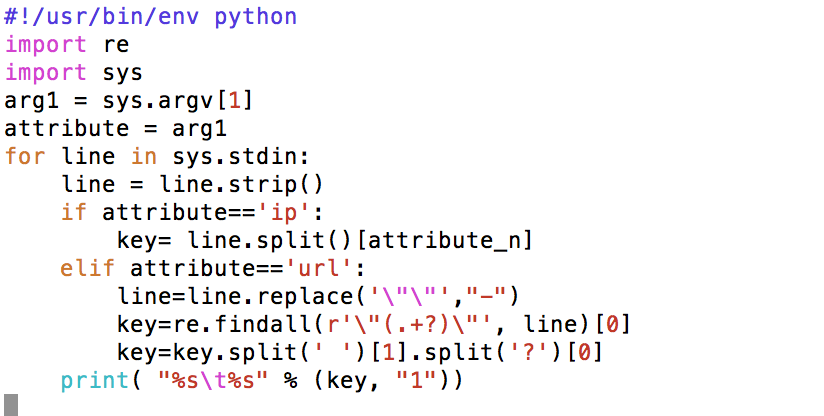 #!/usr/bin/env python
import re
import sys
arg1 = sys.argv[1]
attribute = arg1
for line in sys.stdin:
    line = line.strip()
    if attribute=='ip':
        key= line.split()[attribute_n]
    elif attribute=='url':
        line=line.replace('\"\"',"-")
        key=re.findall(r'\"(.+?)\"', line)[0]
        key=key.split(' ')[1].split('?')[0]
    print( "%s\t%s" % (key, "1"))